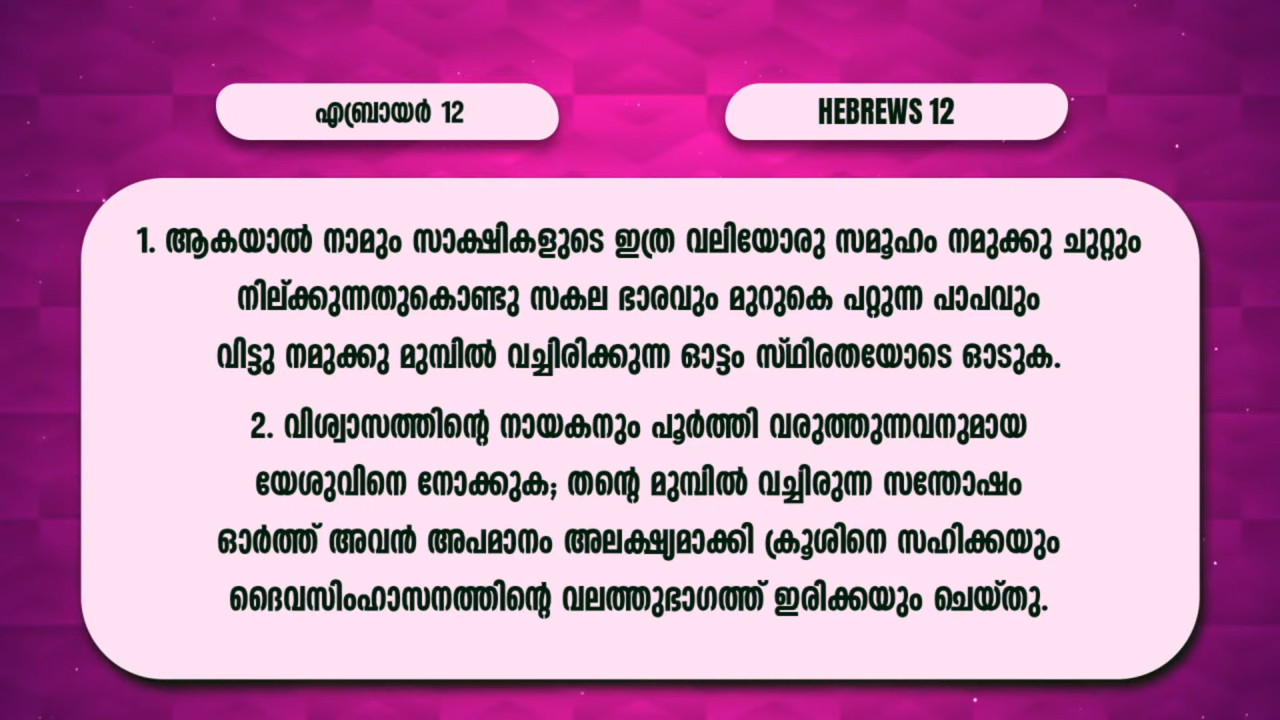 എബ്രായർ 12
HEBREWS 12
1. ആകയാൽ നാമും സാക്ഷികളുടെ ഇത്ര വലിയോരു സമൂഹം നമുക്കു ചുറ്റും
നില്ക്കുന്നതുകൊണ്ടു സകല ഭാരവും മുറുകെ പറ്റുന്ന പാപവും
വിട്ടു നമുക്കു മുമ്പിൽ വച്ചിരിക്കുന്ന ഓട്ടം സ്ഥിരതയോടെ ഓടുക.
2. വിശ്വാസത്തിന്റെ നായകനും പൂർത്തി വരുത്തുന്നവനുമായ
യേശുവിനെ നോക്കുക; തന്റെ മുമ്പിൽ വച്ചിരുന്ന സന്തോഷം
ഓർത്ത് അവൻ അപമാനം അലക്ഷ്യമാക്കി ക്രൂശിനെ സഹിക്കയും
ദൈവസിംഹാസനത്തിന്റെ വലത്തുഭാഗത്ത് ഇരിക്കയും ചെയ്തു.